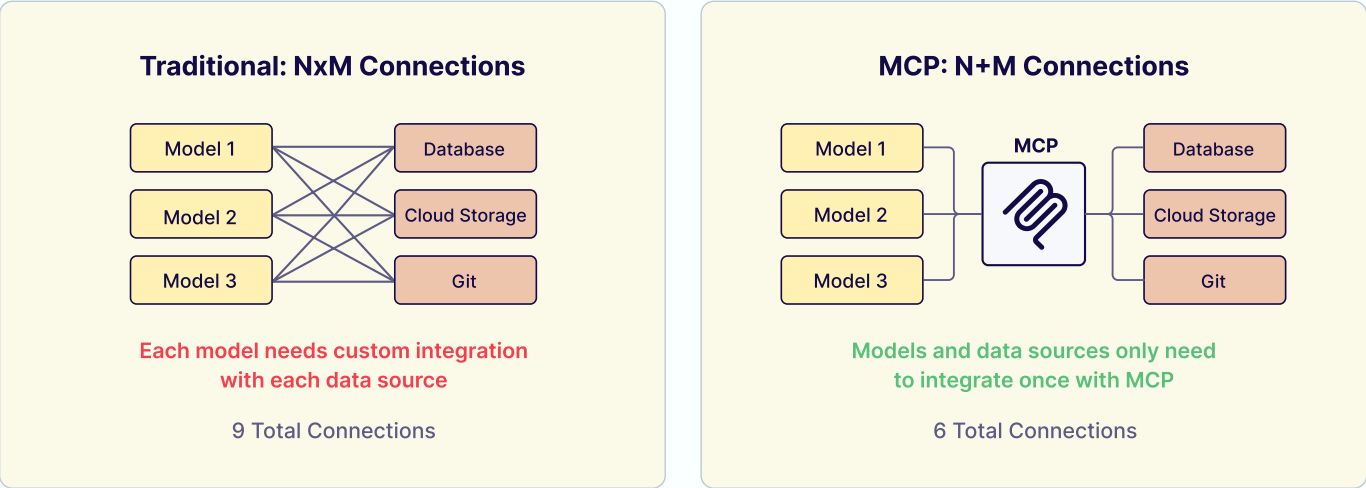 Traditional: NxM Connections
Model 1
Database
Model 2
Cloud Storage
Model 3
Git
Each model needs custom integration
with each data source
9 Total Connections
MCP: N+M Connections
MCP
Model 1
Database
Model 2
Cloud Storage
Model 3
Git
Models and data sources only need
to integrate once with MCP
6 Total Connections